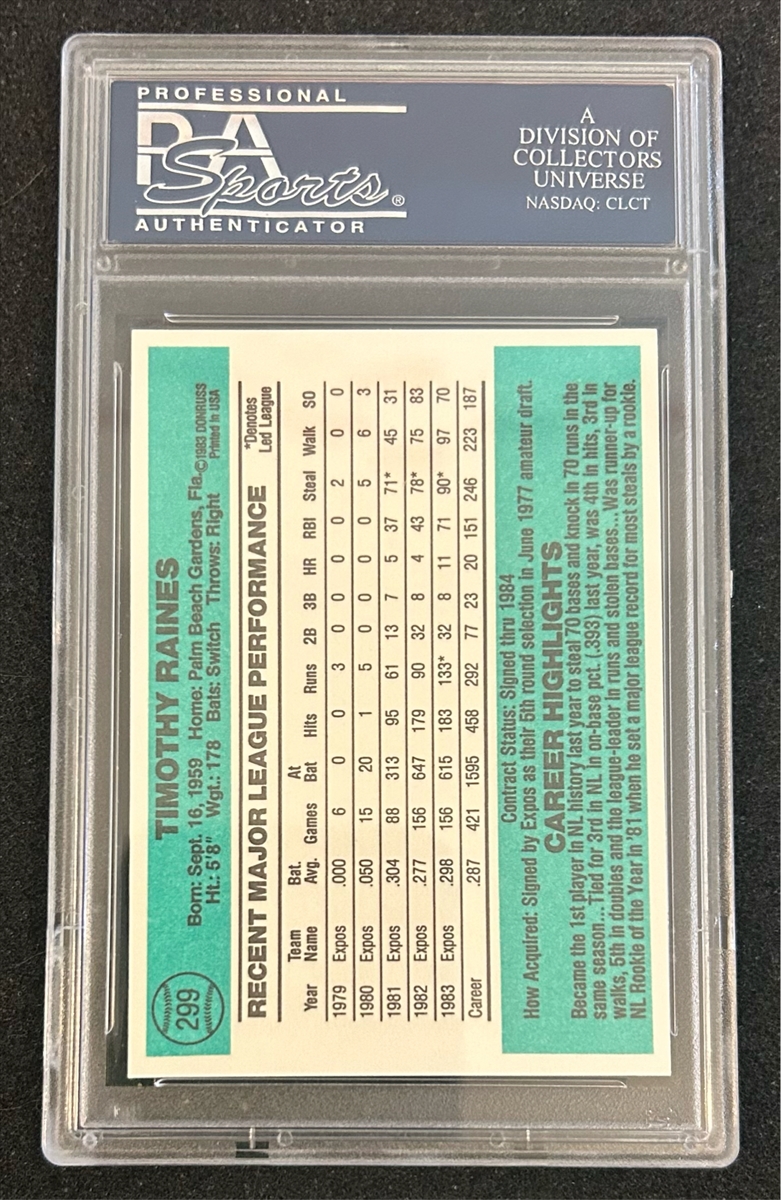 PROFESSIONAL
PSA
Sports®
AUTHENTICATOR
A
DIVISION OF
COLLECTORS
UNIVERSE
NASDAQ: CLCT
299
TIMOTHY RAINES
Born: Sept. 16, 1959 Home: Palm Beach Gardens, Fla.
Ht.: 5'8" Wgt.: 178 Bats: Switch Throws: Right
©1983 DONRUSS
Printed in USA
RECENT MAJOR LEAGUE PERFORMANCE
*Denotes
Led League
Year Team Name Bat. Avg. Games At Bat Hits Runs 2B 3B HR RBI Steal Walk SO
1979 Expos .000 6 0 0 3 0 0 0 0 2 0 0
1980 Expos .050 15 20 1 5 0 0 0 0 5 6 3
1981 Expos .304 88 313 95 61 13 7 5 37 71* 45 31
1982 Expos .277 156 647 179 90 32 8 4 43 78* 75 83
1983 Expos .298 156 615 183 133* 32 8 11 71 90* 97 70
Career .287 421 1595 458 292 77 23 20 151 246 223 187
Contract Status: Signed thru 1984
How Acquired: Signed by Expos as their 5th round selection in June 1977 amateur draft.
CAREER HIGHLIGHTS
Became the 1st player in NL history last year to steal 70 bases and knock in 70 runs in the
same season...Tied for 3rd in NL in on-base pct. (.393) last year, was 4th in hits, 3rd in
walks, 5th in doubles and the league-leader in runs and stolen bases... Was runner-up for
NL Rookie of the Year in '81 when he set a major league record for most steals by a rookie.